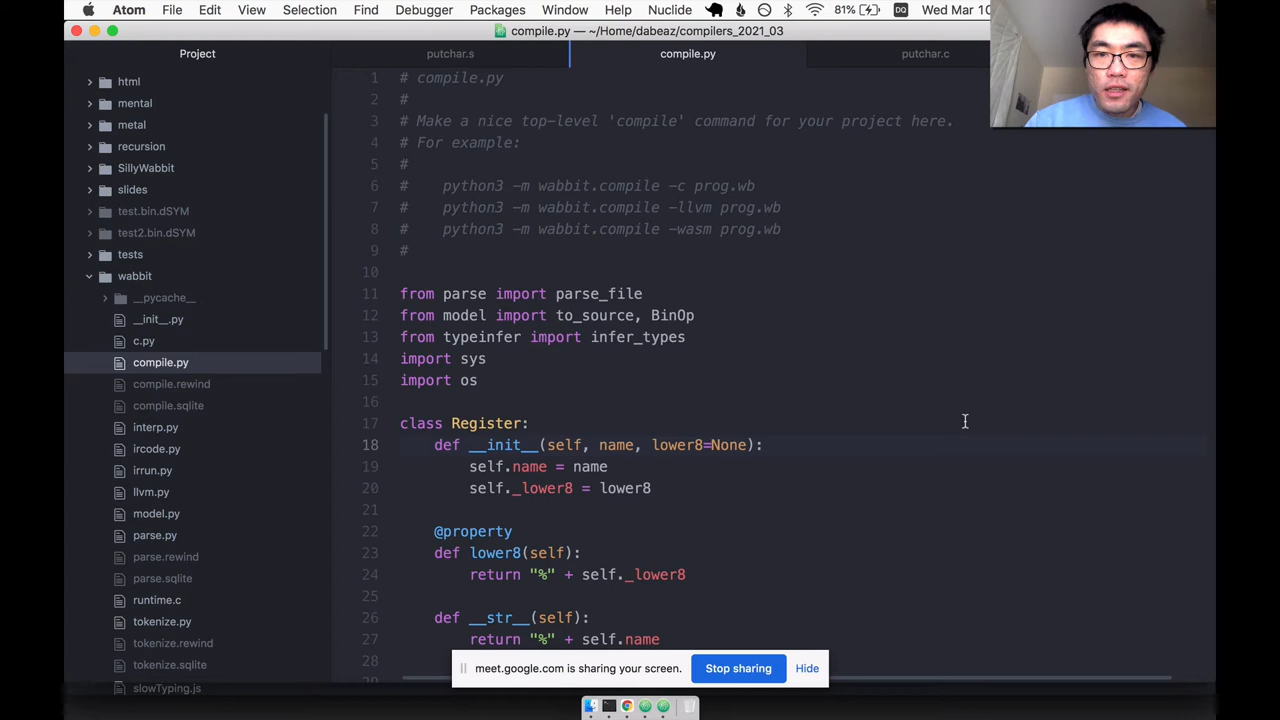 Atom File Edit View Selection Find Debugger Packages Window Help Nuclide 81% DQ Wed Mar 10
compile.py — ~/Home/dabeaz/compilers_2021_03
Project
putchar.s
compile.py
putchar.c
html
mental
metal
recursion
SillyWabbit
slides
test.bin.dSYM
test2.bin.dSYM
tests
wabbit
__pycache__
__init__.py
c.py
compile.py
compile.rewind
compile.sqlite
interp.py
ircode.py
irrun.py
llvm.py
model.py
parse.py
parse.rewind
parse.sqlite
runtime.c
tokenize.py
tokenize.rewind
tokenize.sqlite
slowTyping.js
1 # compile.py
2 #
3 # Make a nice top-level 'compile' command for your project here.
4 # For example:
5 #
6 #    python3 -m wabbit.compile -c prog.wb
7 #    python3 -m wabbit.compile -llvm prog.wb
8 #    python3 -m wabbit.compile -wasm prog.wb
9 #
10
11 from parse import parse_file
12 from model import to_source, BinOp
13 from typeinfer import infer_types
14 import sys
15 import os
16
17 class Register:
18     def __init__(self, name, lower8=None):
19         self.name = name
20         self._lower8 = lower8
21
22     @property
23     def lower8(self):
24         return "%" + self._lower8
25
26     def __str__(self):
27         return "%" + self.name
28
meet.google.com is sharing your screen. Stop sharing Hide